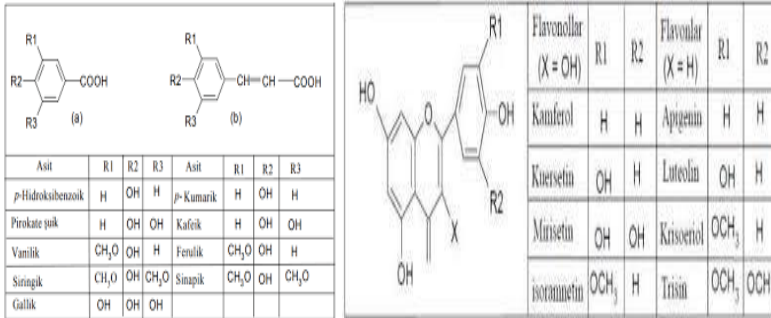 R1
R2
COOH
R3
(a)
R1
R2
CH=CH—COOH
R3
(b)
Asit R1 R2 R3 Asit R1 R2 R3
p-Hidroksibenzoik H OH H p-Kumarik H OH H
Pirokate şuik H OH OH Kafeik H OH OH
Vanilik CH₃O OH H Ferulik CH₃O OH H
Siringik CH₃O OH CH₃O Sinapik CH₃O OH CH₃O
Gallik OH OH OH
R1
HO
O
OH
R2
X
OH
Flavonollar (X = OH) R1 R2 Flavonlar (X = H) R1 R2
Kamferol H H Apigenin H H
Kuersetin OH H Luteolin OH H
Mirisetin OH OH Krisoeriol OCH₃ H
isoramnetin OCH₃ H Trisin OCH₃ OCH